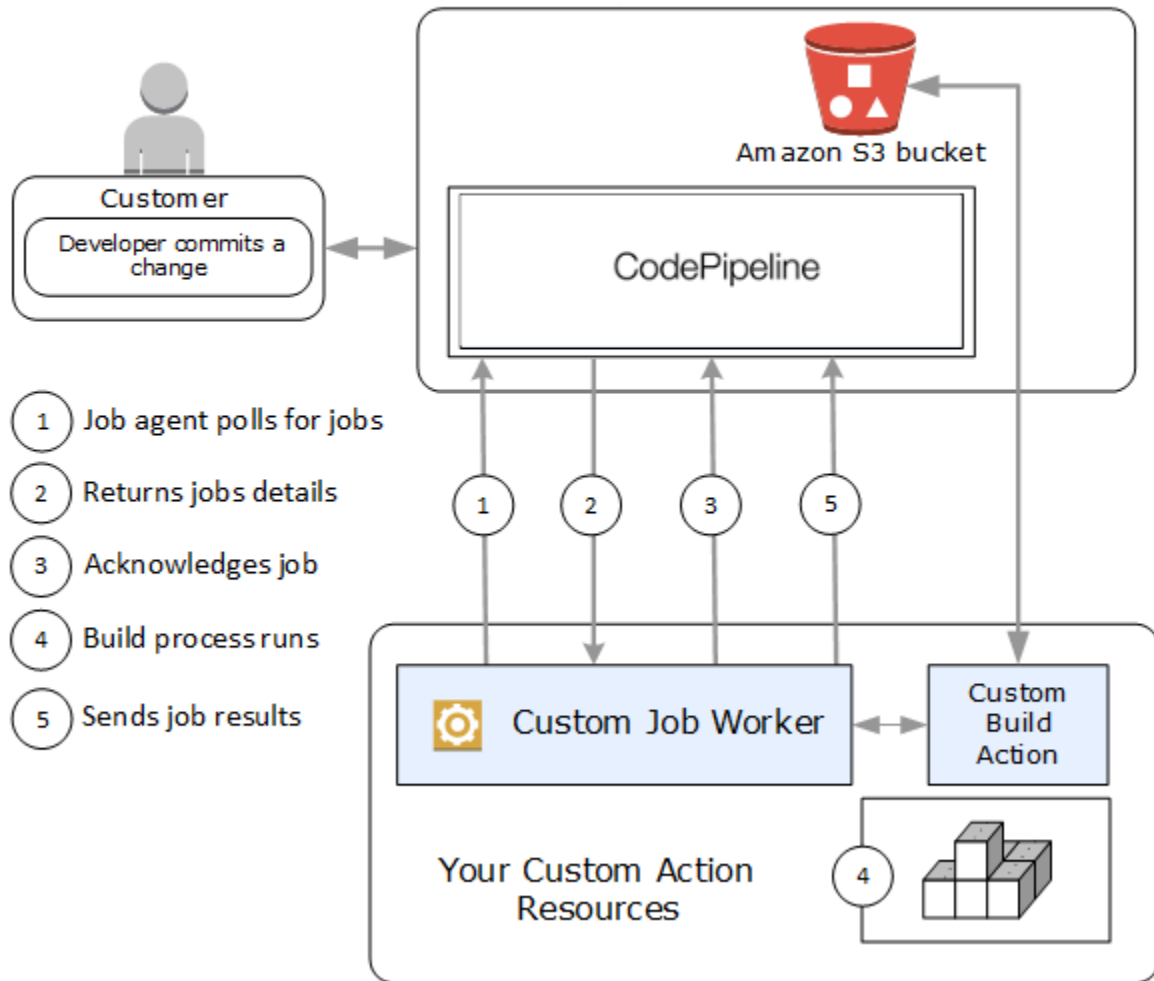 Amazon S3 bucket
Customer
Developer commits a
change
CodePipeline
1 Job agent polls for jobs
2 Returns jobs details
3 Acknowledges job
4 Build process runs
5 Sends job results
1 2 3 5
Custom Job Worker
Custom
Build
Action
Your Custom Action
Resources
4